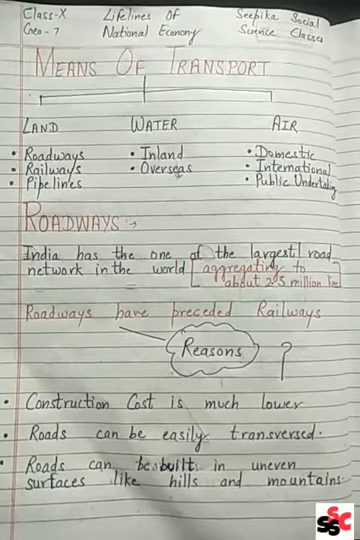 Class-X Lifelines Of Seepika Social
Geo-7 National Economy Science Classes
MEANS OF TRANSPORT
LAND WATER AIR
• Roadways • Inland • Domestic
• Railways • Overseas • International
• Pipelines • Public Undertaking
ROADWAYS :→
India has the one of the largest road
network in the world [aggregating to
about 2.3 million Km]
Roadways have preceded Railways
Reasons ?
• Construction Cost is much lower
• Roads can be easily transversed.
• Roads can be built in uneven
surfaces like hills and mountains.
SSSC